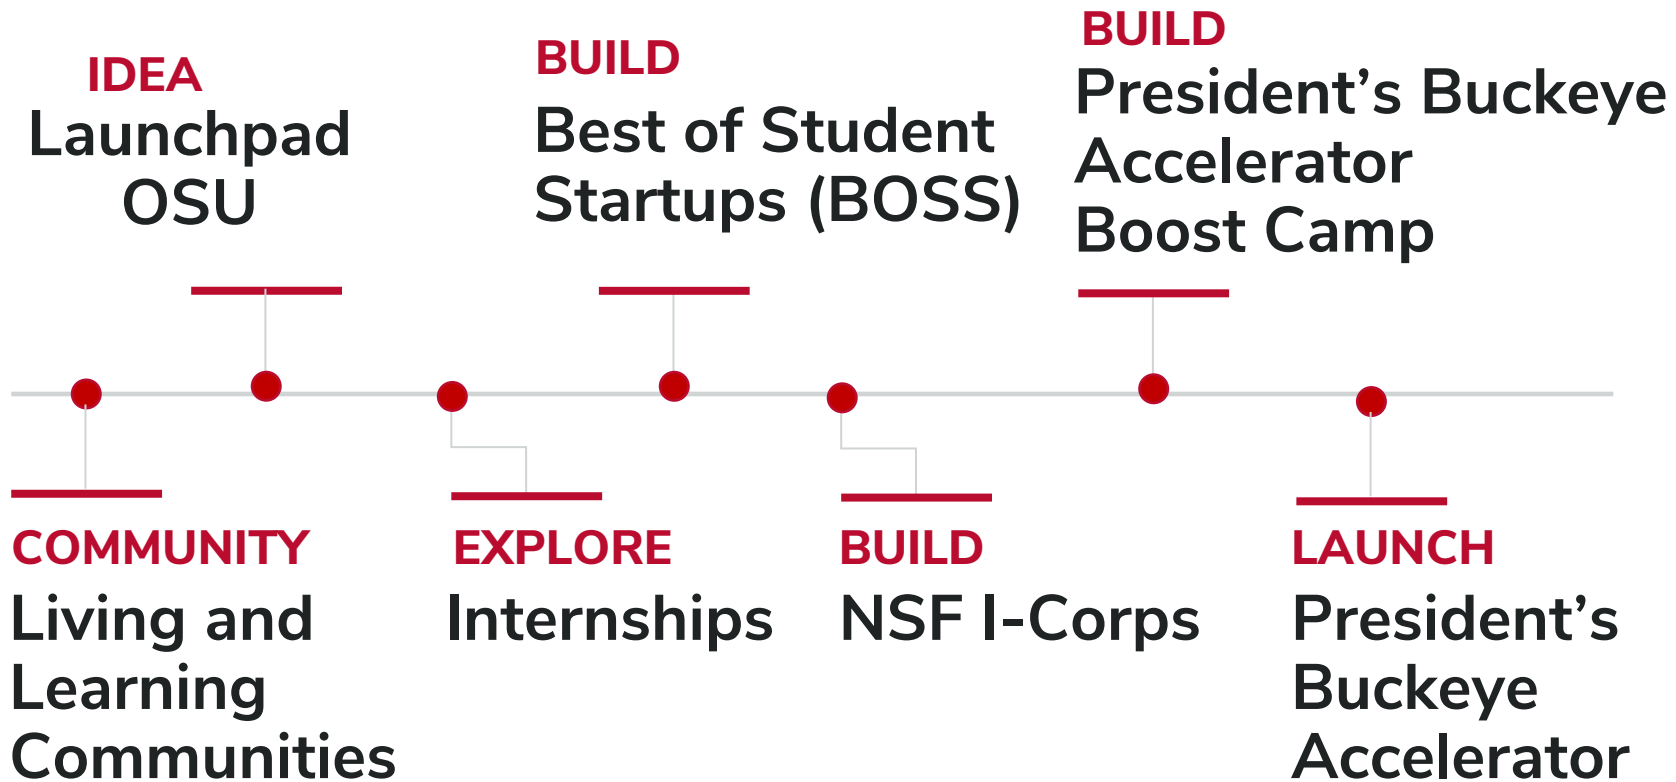 IDEA
Launchpad
OSU
BUILD
Best of Student
Startups (BOSS)
BUILD
President’s Buckeye
Accelerator
Boost Camp
COMMUNITY
Living and
Learning
Communities
EXPLORE
Internships
BUILD
NSF I-Corps
LAUNCH
President’s
Buckeye
Accelerator